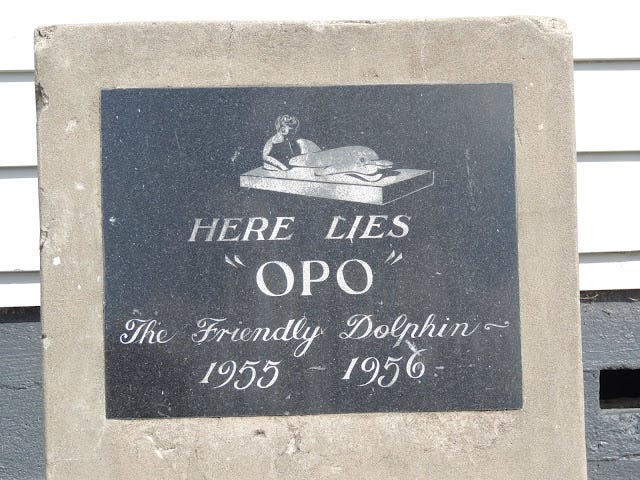 HERE LIES
"OPO"
The Friendly Dolphin ~
1955 - 1956 -